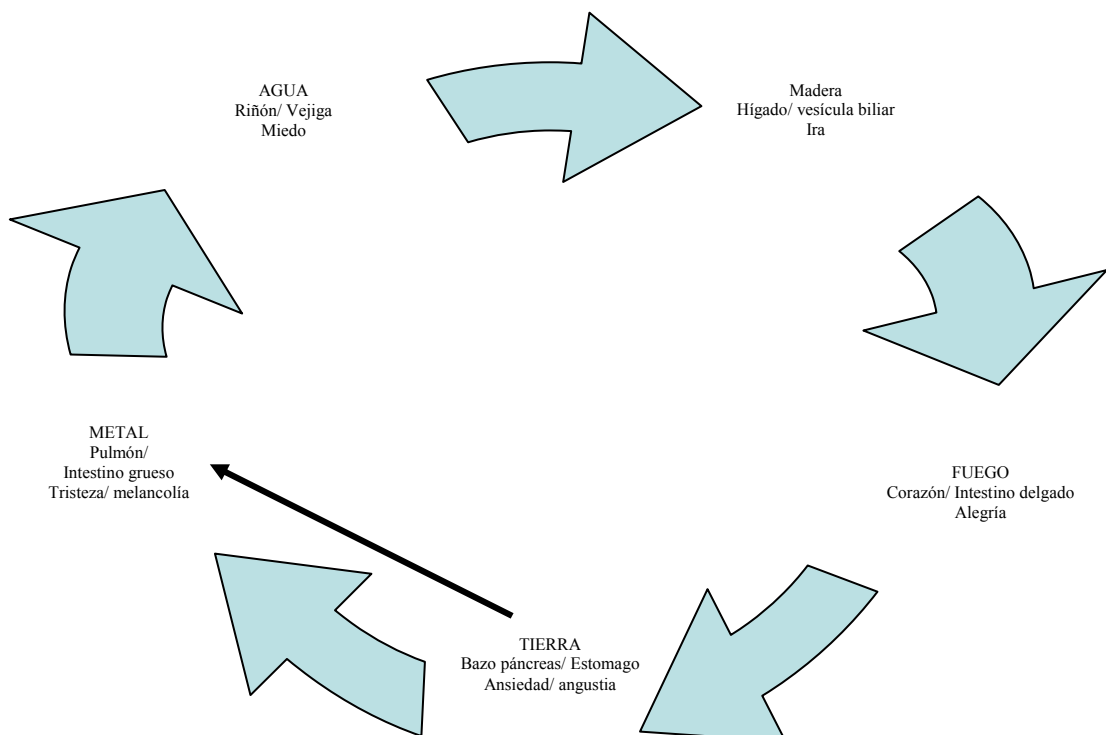 AGUA
Riñón/ Vejiga
Miedo
Madera
Hígado/ vesícula biliar
Ira
METAL
Pulmón/
Intestino grueso
Tristeza/ melancolía
FUEGO
Corazón/ Intestino delgado
Alegría
TIERRA
Bazo páncreas/ Estomago
Ansiedad/ angustia